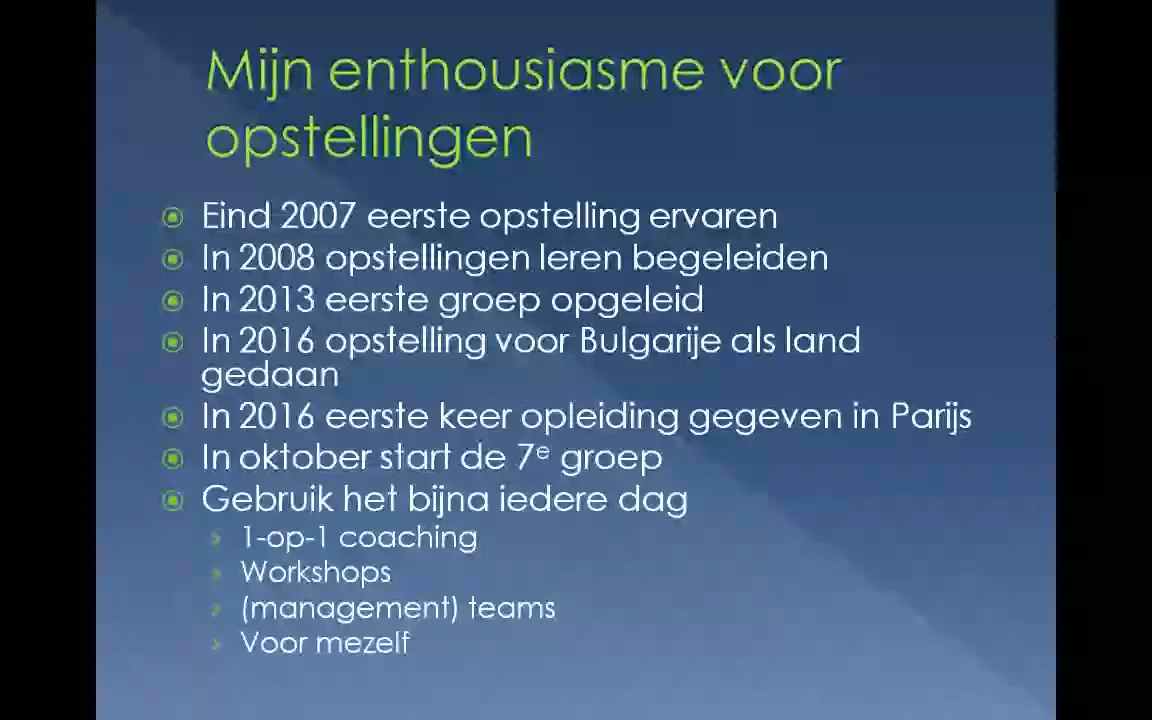 Mijn enthousiasme voor
opstellingen
Eind 2007 eerste opstelling ervaren
In 2008 opstellingen leren begeleiden
In 2013 eerste groep opgeleid
In 2016 opstelling voor Bulgarije als land
gedaan
In 2016 eerste keer opleiding gegeven in Parijs
In oktober start de 7e groep
Gebruik het bijna iedere dag
1-op-1 coaching
Workshops
(management) teams
Voor mezelf